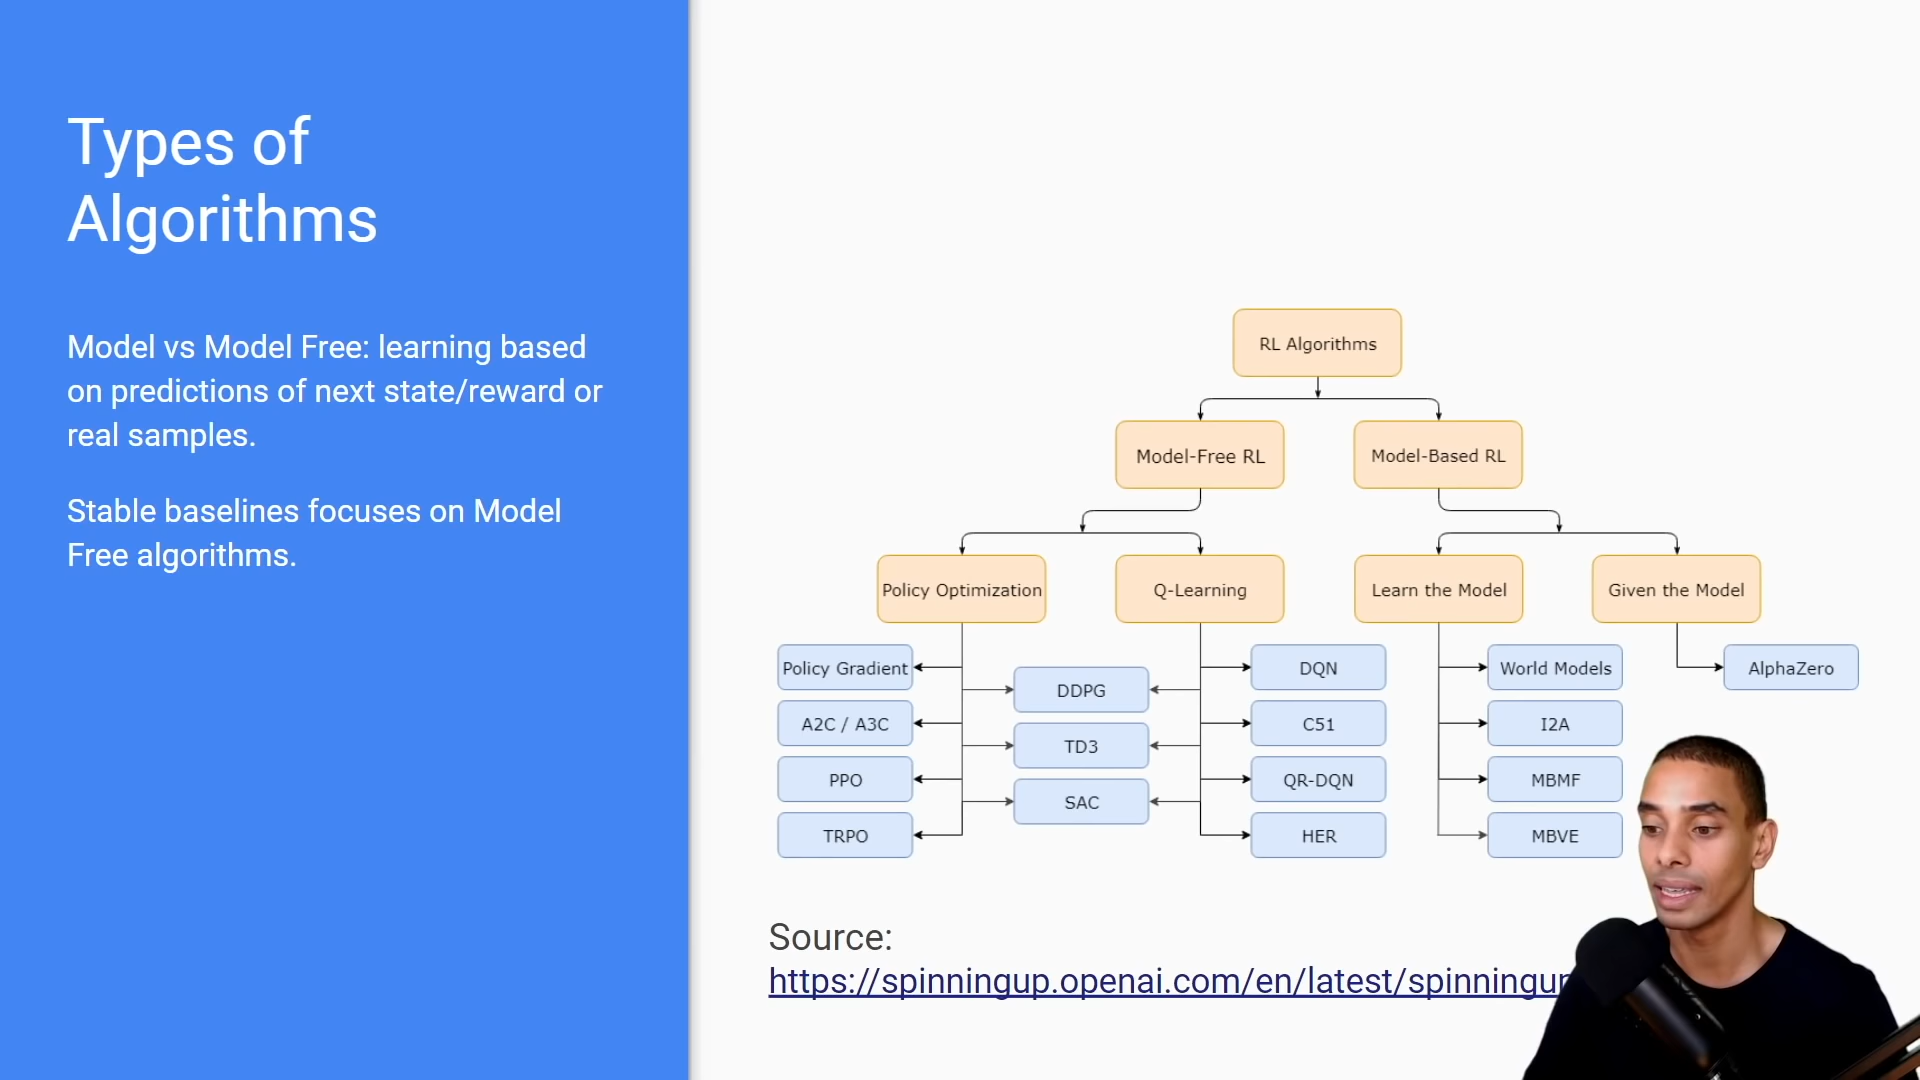 Types of
Algorithms
Model vs Model Free: learning based
on predictions of next state/reward or
real samples.
Stable baselines focuses on Model
Free algorithms.
RL Algorithms
Model-Free RL
Model-Based RL
Policy Optimization
Q-Learning
Learn the Model
Given the Model
Policy Gradient
A2C / A3C
PPO
TRPO
DDPG
TD3
SAC
DQN
C51
QR-DQN
HER
World Models
I2A
MBMF
MBVE
AlphaZero
Source:
https://spinningup.openai.com/en/latest/spinningup